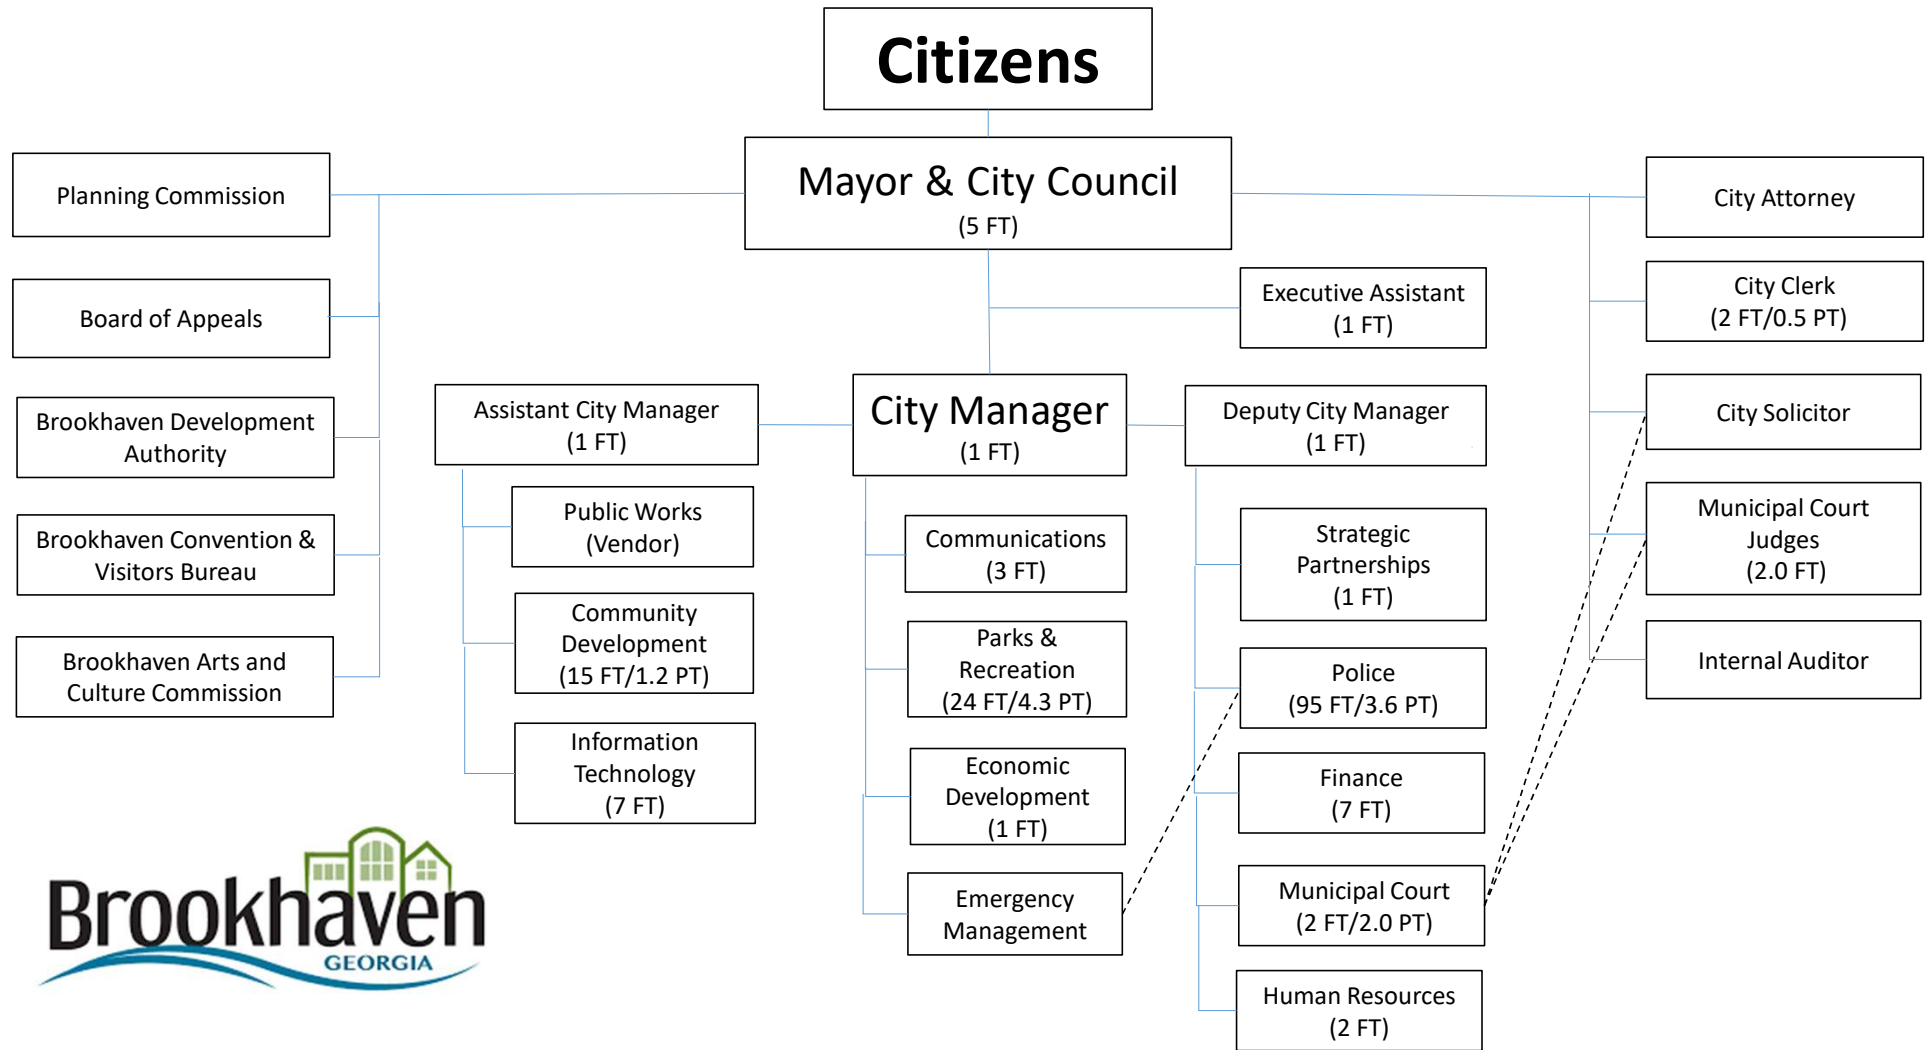 Citizens
Mayor & City Council
(5 FT)
Planning Commission
Board of Appeals
Brookhaven Development
Authority
Brookhaven Convention &
Visitors Bureau
Brookhaven Arts and
Culture Commission
City Attorney
City Clerk
(2 FT/0.5 PT)
City Solicitor
Municipal Court
Judges
(2.0 FT)
Internal Auditor
Executive Assistant
(1 FT)
City Manager
(1 FT)
Assistant City Manager
(1 FT)
Public Works
(Vendor)
Community
Development
(15 FT/1.2 PT)
Information
Technology
(7 FT)
Communications
(3 FT)
Parks &
Recreation
(24 FT/4.3 PT)
Economic
Development
(1 FT)
Emergency
Management
Deputy City Manager
(1 FT)
Strategic
Partnerships
(1 FT)
Police
(95 FT/3.6 PT)
Finance
(7 FT)
Municipal Court
(2 FT/2.0 PT)
Human Resources
(2 FT)
Brookhaven
GEORGIA